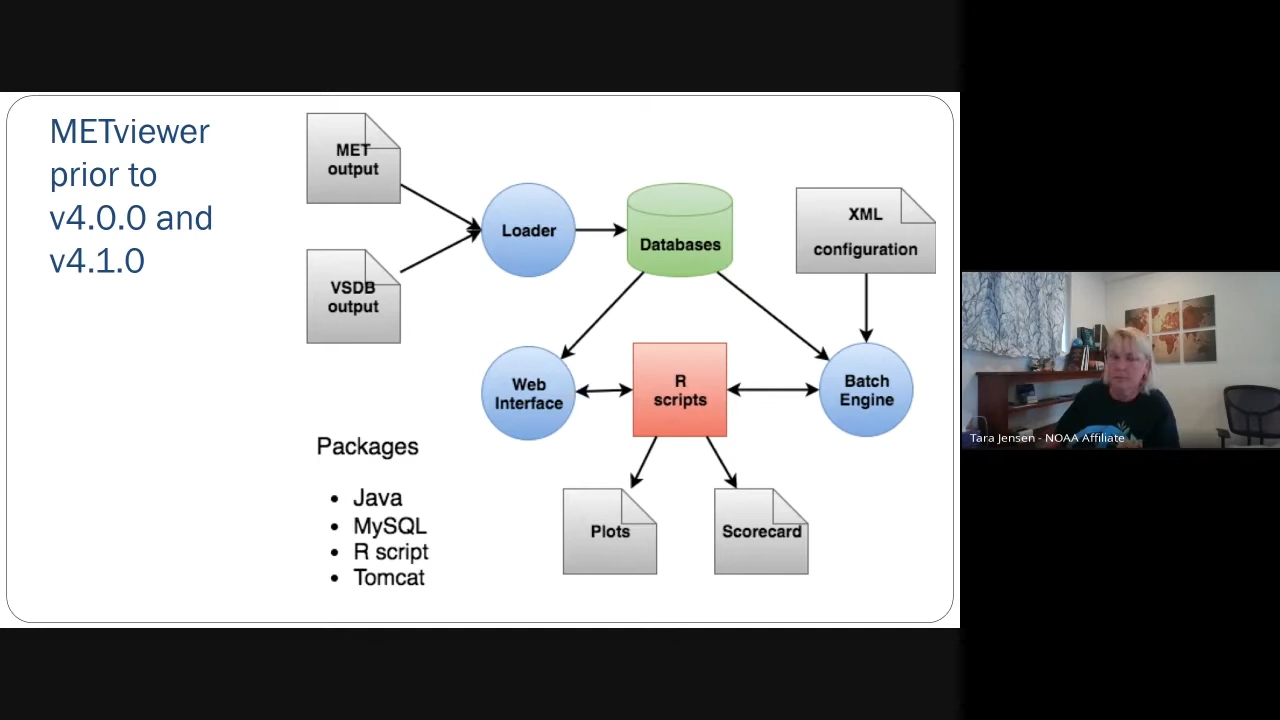 METviewer
prior to
v4.0.0 and
v4.1.0
MET
output
VSDB
output
Loader
Databases
XML
configuration
Web
Interface
R
scripts
Batch
Engine
Plots
Scorecard
Packages
• Java
• MySQL
• R script
• Tomcat
Tara Jensen - NOAA Affiliate